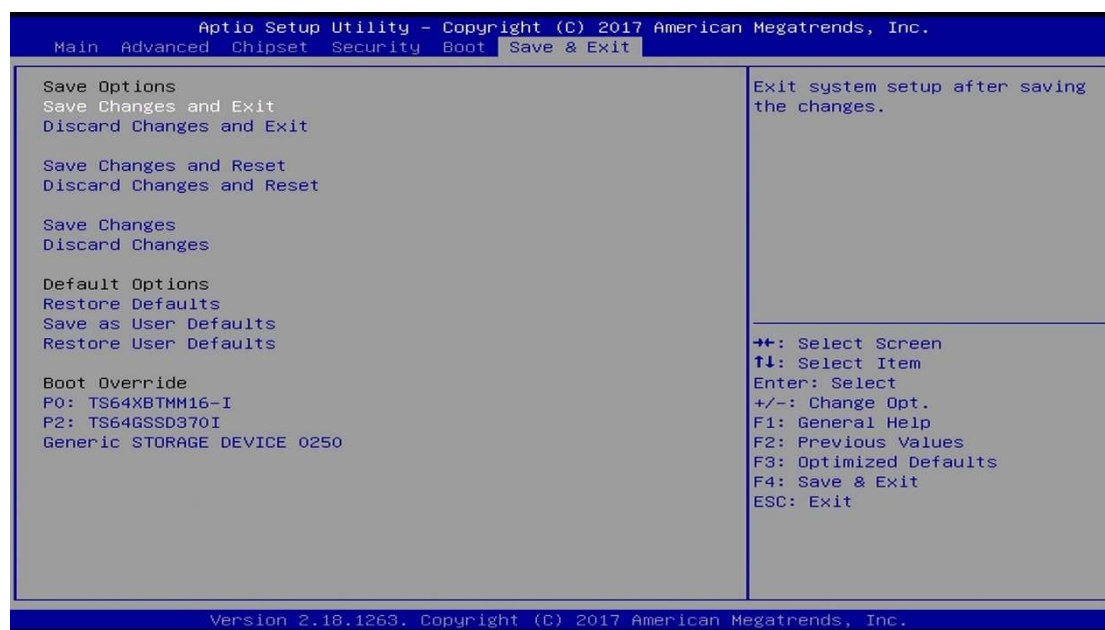 Aptio Setup Utility – Copyright (C) 2017 American Megatrends, Inc.
Main Advanced Chipset Security Boot Save & Exit
Save Options
Save Changes and Exit
Discard Changes and Exit
Save Changes and Reset
Discard Changes and Reset
Save Changes
Discard Changes
Default Options
Restore Defaults
Save as User Defaults
Restore User Defaults
Boot Override
P0: TS64XBTMM16-I
P2: TS64GSSD370I
Generic STORAGE DEVICE 0250
Exit system setup after saving
the changes.
→←: Select Screen
↑↓: Select Item
Enter: Select
+/-: Change Opt.
F1: General Help
F2: Previous Values
F3: Optimized Defaults
F4: Save & Exit
ESC: Exit
Version 2.18.1263. Copyright (C) 2017 American Megatrends, Inc.